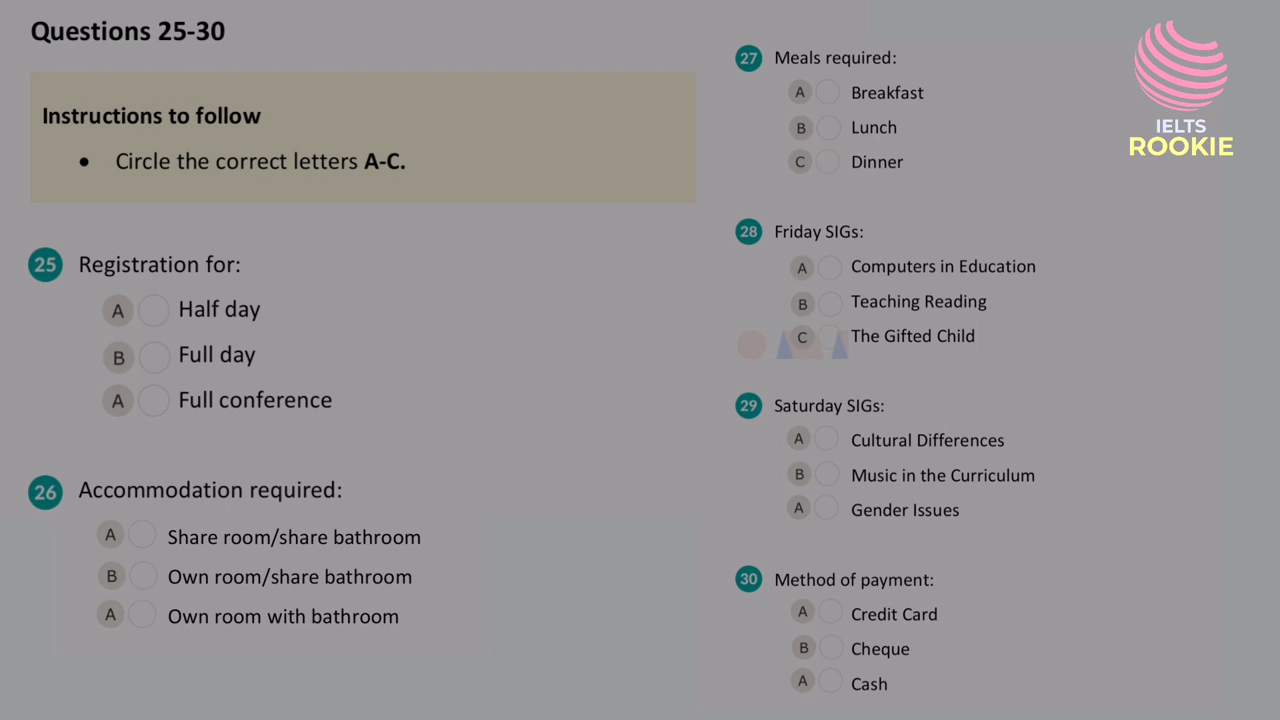 Questions 25-30
Instructions to follow
• Circle the correct letters A-C.
25 Registration for:
A Half day
B Full day
A Full conference
26 Accommodation required:
A Share room/share bathroom
B Own room/share bathroom
A Own room with bathroom
27 Meals required:
A Breakfast
B Lunch
C Dinner
28 Friday SIGs:
A Computers in Education
B Teaching Reading
C The Gifted Child
29 Saturday SIGs:
A Cultural Differences
B Music in the Curriculum
A Gender Issues
30 Method of payment:
A Credit Card
B Cheque
A Cash
IELTS
ROOKIE